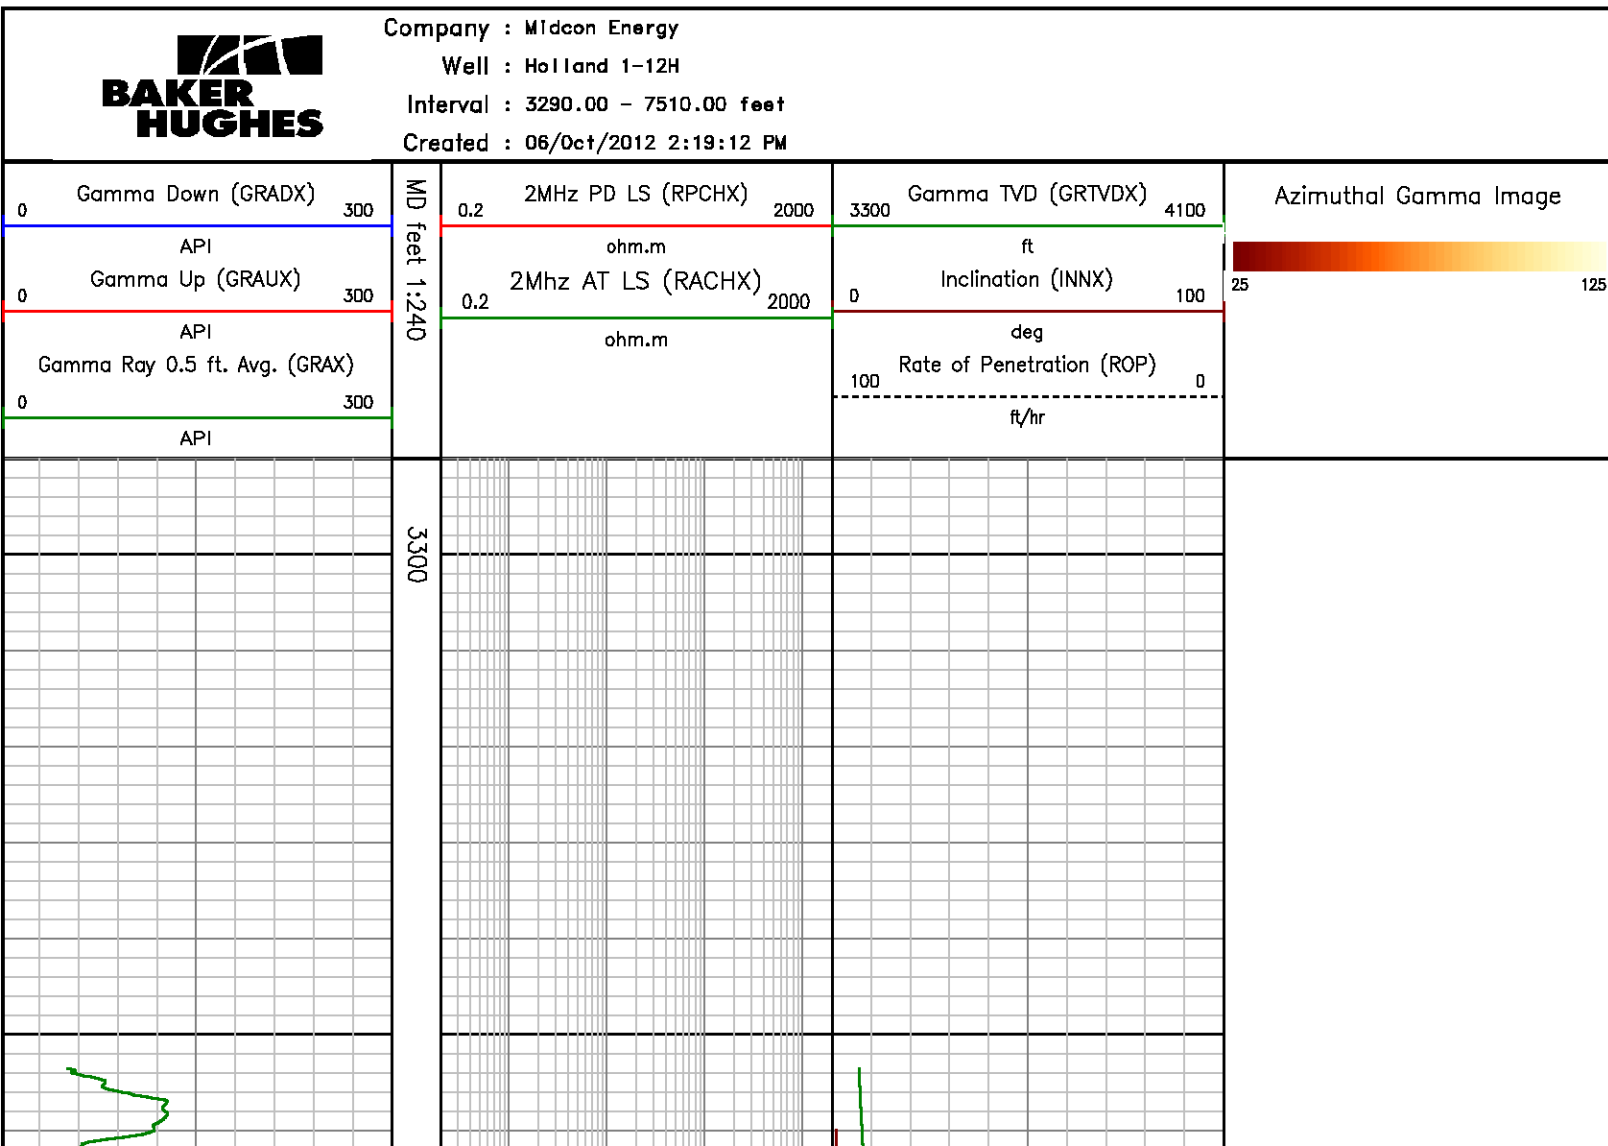 BAKER
HUGHES
Company : Midcon Energy
Well : Holland 1-12H
Interval : 3290.00 - 7510.00 feet
Created : 06/Oct/2012 2:19:12 PM
Gamma Down (GRADX)
0 300
API
Gamma Up (GRAUX)
0 300
API
Gamma Ray 0.5 ft. Avg. (GRAX)
0 300
API
MD feet 1:240
2MHz PD LS (RPCHX)
0.2 2000
ohm.m
2Mhz AT LS (RACHX)
0.2 2000
ohm.m
Gamma TVD (GRTVDX)
3300 4100
ft
Inclination (INNX)
0 100
deg
Rate of Penetration (ROP)
100 0
ft/hr
Azimuthal Gamma Image
25 125
3300